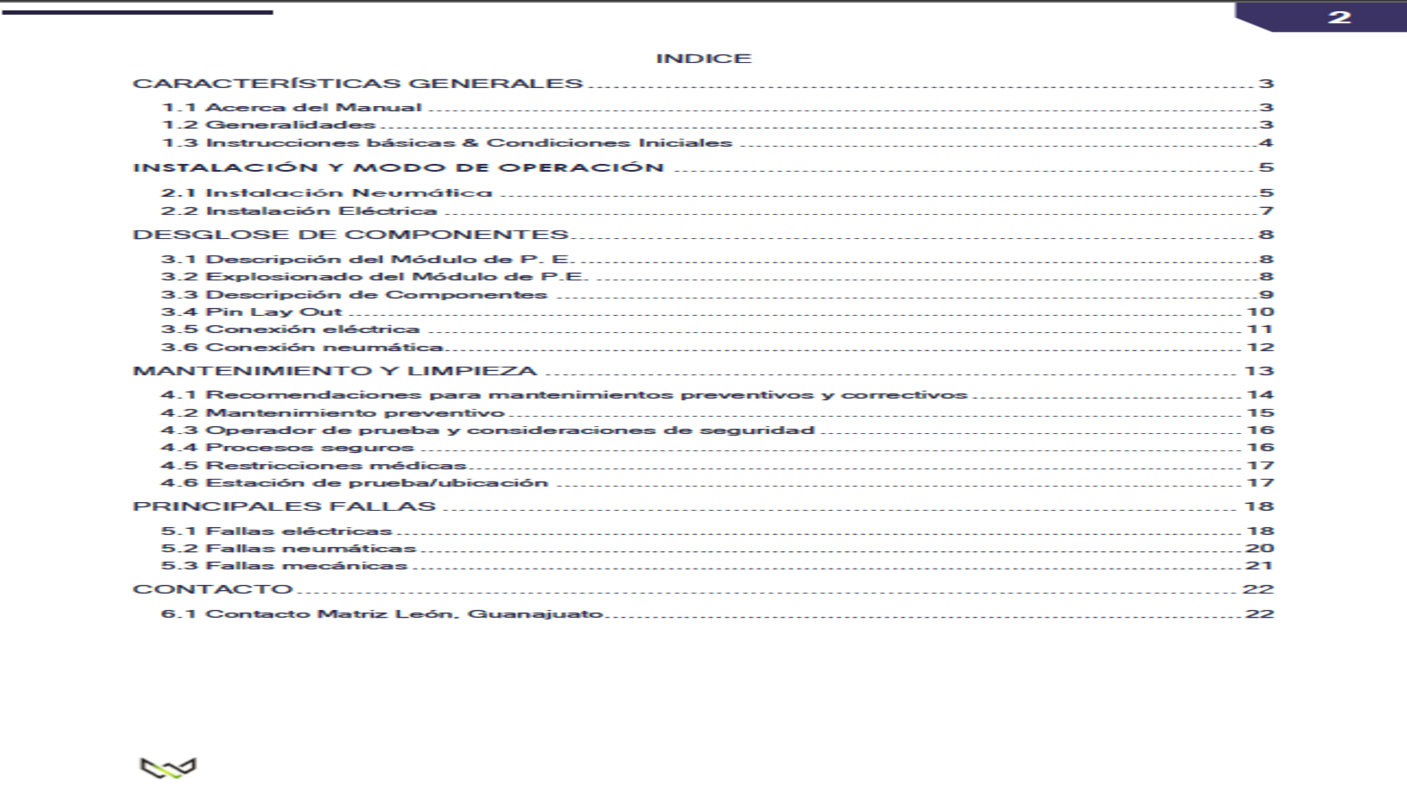 2
INDICE
CARACTERÍSTICAS GENERALES 3
1.1 Acerca del Manual 3
1.2 Generalidades 3
1.3 Instrucciones básicas & Condiciones Iniciales 4
INSTALACIÓN Y MODO DE OPERACIÓN 5
2.1 Instalación Neumática 5
2.2 Instalación Eléctrica 7
DESGLOSE DE COMPONENTES 8
3.1 Descripción del Módulo de P. E. 8
3.2 Explosionado del Módulo de P.E. 8
3.3 Descripción de Componentes 9
3.4 Pin Lay Out 10
3.5 Conexión eléctrica 11
3.6 Conexión neumática 12
MANTENIMIENTO Y LIMPIEZA 13
4.1 Recomendaciones para mantenimientos preventivos y correctivos 14
4.2 Mantenimiento preventivo 15
4.3 Operador de prueba y consideraciones de seguridad 16
4.4 Procesos seguros 16
4.5 Restricciones médicas 17
4.6 Estación de prueba/ubicación 17
PRINCIPALES FALLAS 18
5.1 Fallas eléctricas 18
5.2 Fallas neumáticas 20
5.3 Fallas mecánicas 21
CONTACTO 22
6.1 Contacto Matriz León, Guanajuato 22